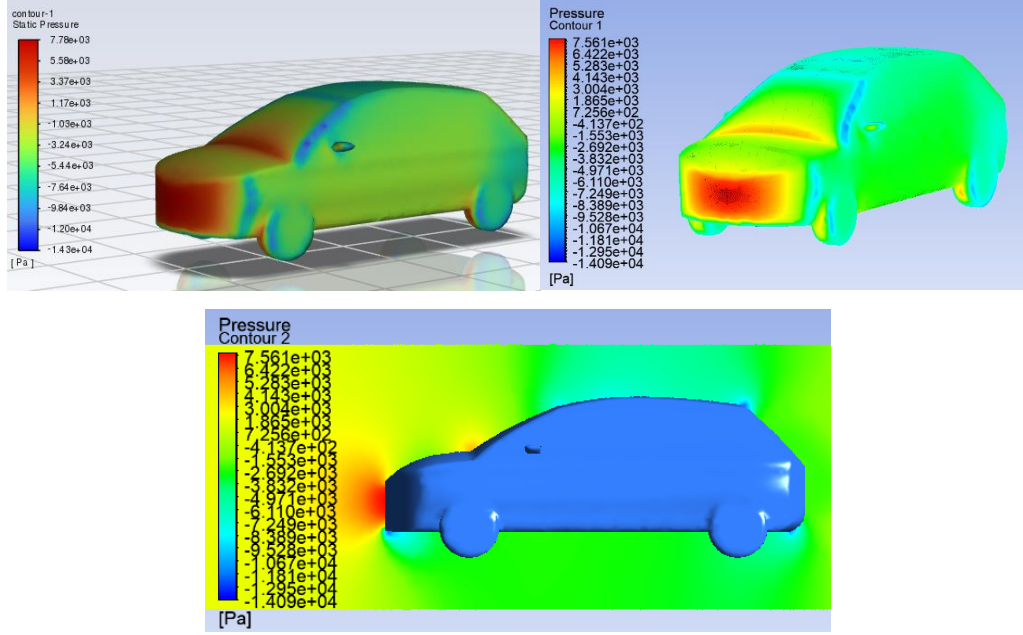 contour-1
Static Pressure
7.78e+03
5.58e+03
3.37e+03
1.17e+03
-1.03e+03
-3.24e+03
-5.44e+03
-7.64e+03
-9.84e+03
-1.20e+04
-1.43e+04
[ Pa ]
Pressure
Contour 1
7.561e+03
6.422e+03
5.283e+03
4.143e+03
3.004e+03
1.865e+03
7.256e+02
-4.137e+02
-1.553e+03
-2.692e+03
-3.832e+03
-4.971e+03
-6.110e+03
-7.249e+03
-8.389e+03
-9.528e+03
-1.067e+04
-1.181e+04
-1.295e+04
-1.409e+04
[Pa]
Pressure
Contour 2
7.561e+03
6.422e+03
5.283e+03
4.143e+03
3.004e+03
1.865e+03
7.256e+02
-4.137e+02
-1.553e+03
-2.692e+03
-3.832e+03
-4.971e+03
-6.110e+03
-7.249e+03
-8.389e+03
-9.528e+03
-1.067e+04
-1.181e+04
-1.295e+04
-1.409e+04
[Pa]